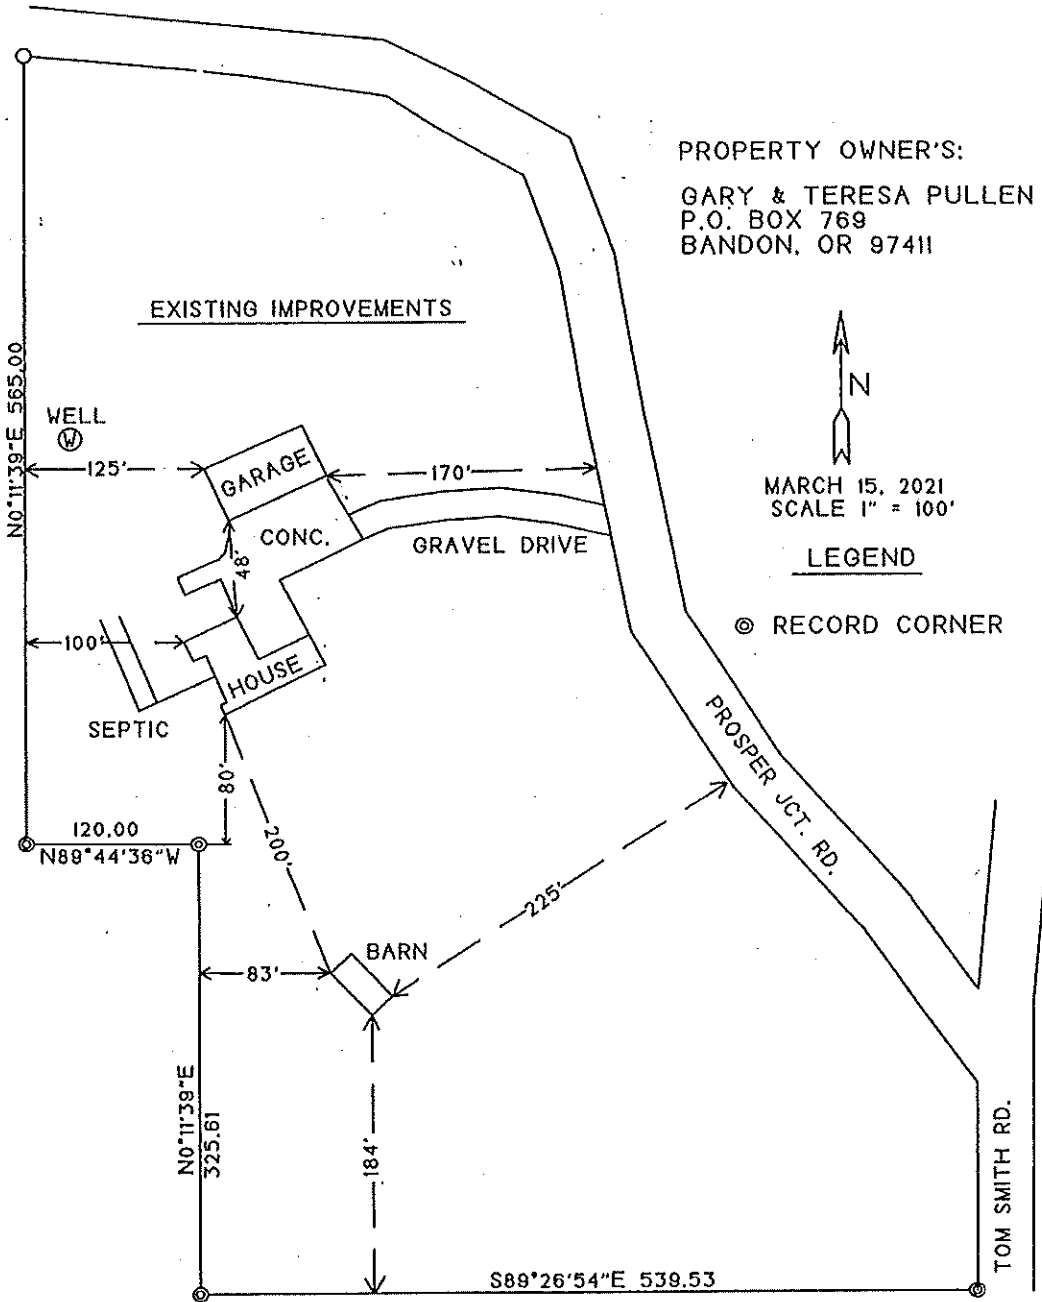 PROPERTY OWNER'S:
GARY & TERESA PULLEN
P.O. BOX 769
BANDON, OR 97411
EXISTING IMPROVEMENTS
N
MARCH 15, 2021
SCALE 1" = 100'
LEGEND
RECORD CORNER
N0°11'39"E 565.00
WELL
W
125'
GARAGE
170'
CONC.
GRAVEL DRIVE
48'
100'
HOUSE
SEPTIC
80'
PROSPER JCT. RD.
120.00
N89°44'36"W
200'
225'
BARN
83'
N0°11'39"E
325.61
184'
TOM SMITH RD.
S89°26'54"E 539.53